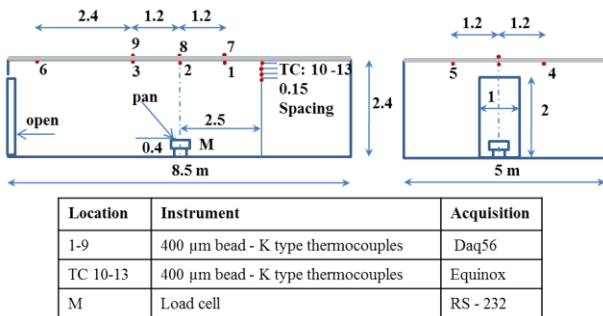 2.4 1.2 1.2
9 8 7
6 3 2 1
TC: 10 -13
0.15
Spacing
open
pan
2.5
2.4
0.4 M
8.5 m
1.2 1.2
5 4
1
2
5 m
Location Instrument Acquisition
1-9 400 µm bead - K type thermocouples Daq56
TC 10-13 400 µm bead - K type thermocouples Equinox
M Load cell RS - 232